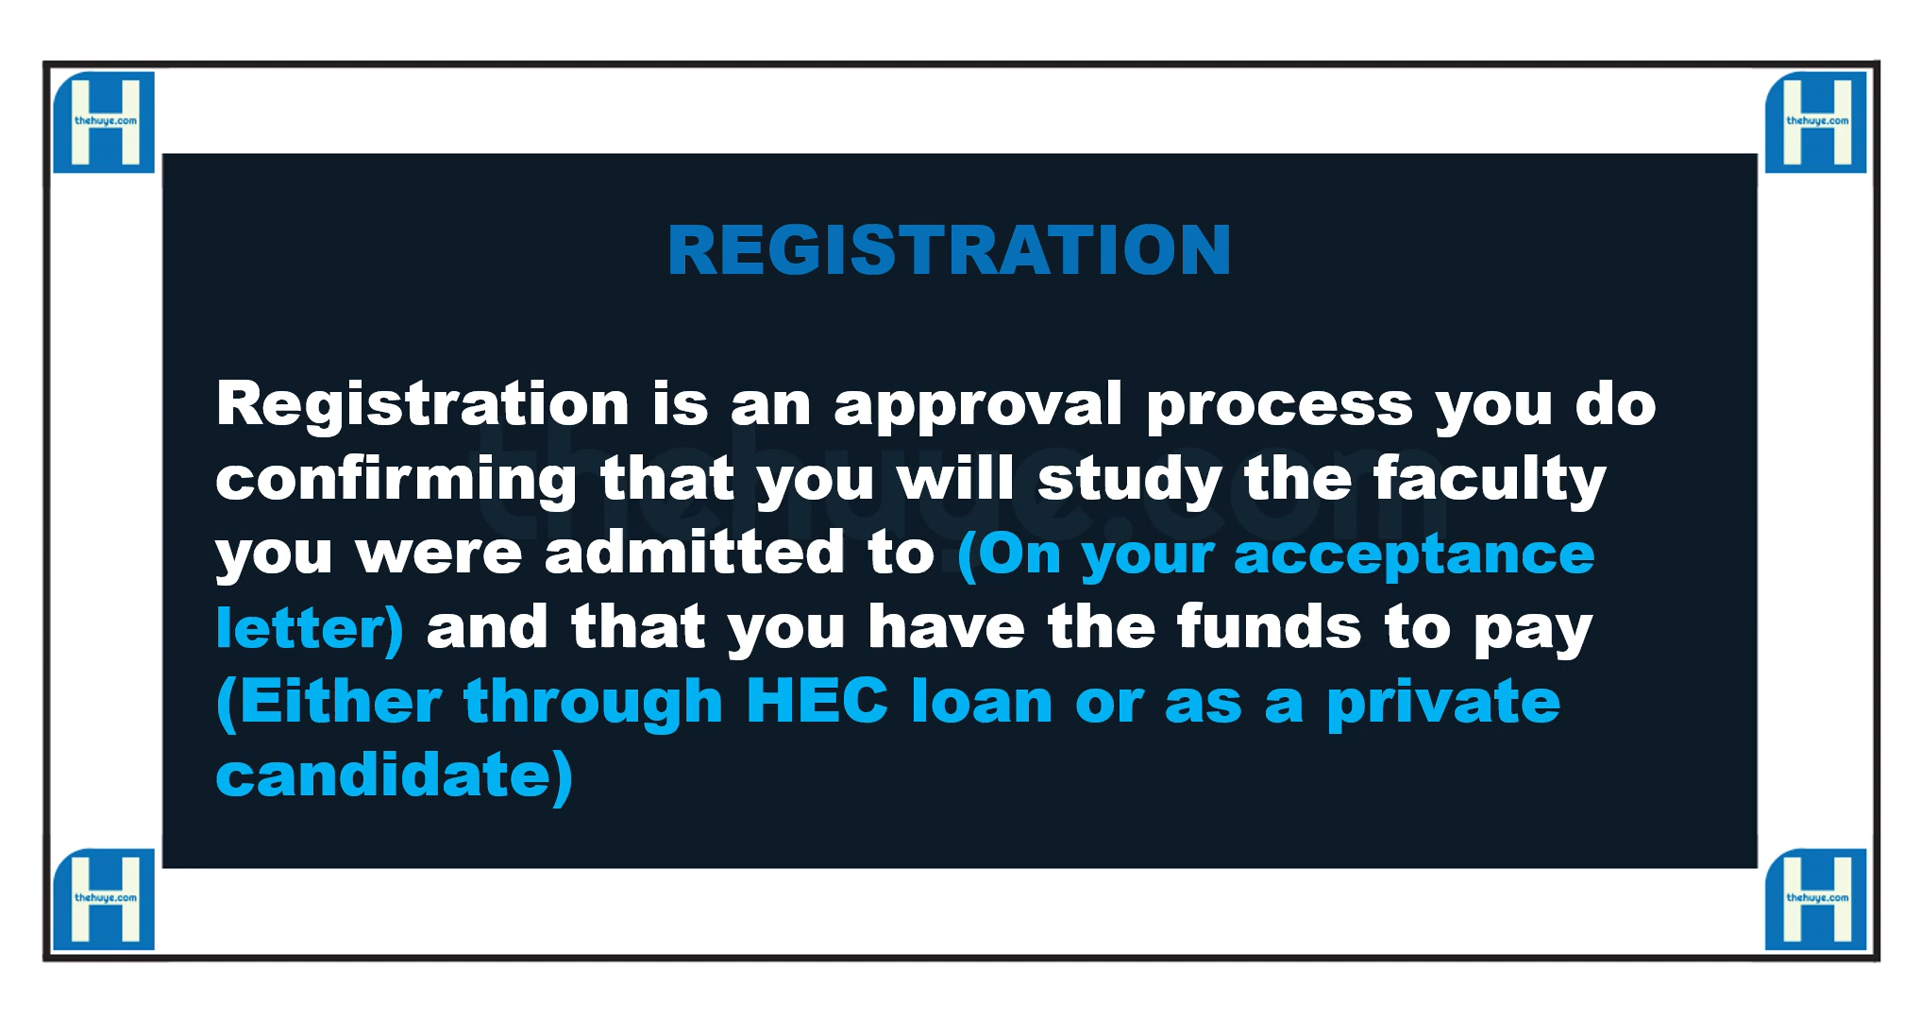 thehuye.com
thehuye.com
REGISTRATION
Registration is an approval process you do
confirming that you will study the faculty
you were admitted to (On your acceptance
letter) and that you have the funds to pay
(Either through HEC loan or as a private
candidate)
thehuye.com
thehuye.com
thehuye.com